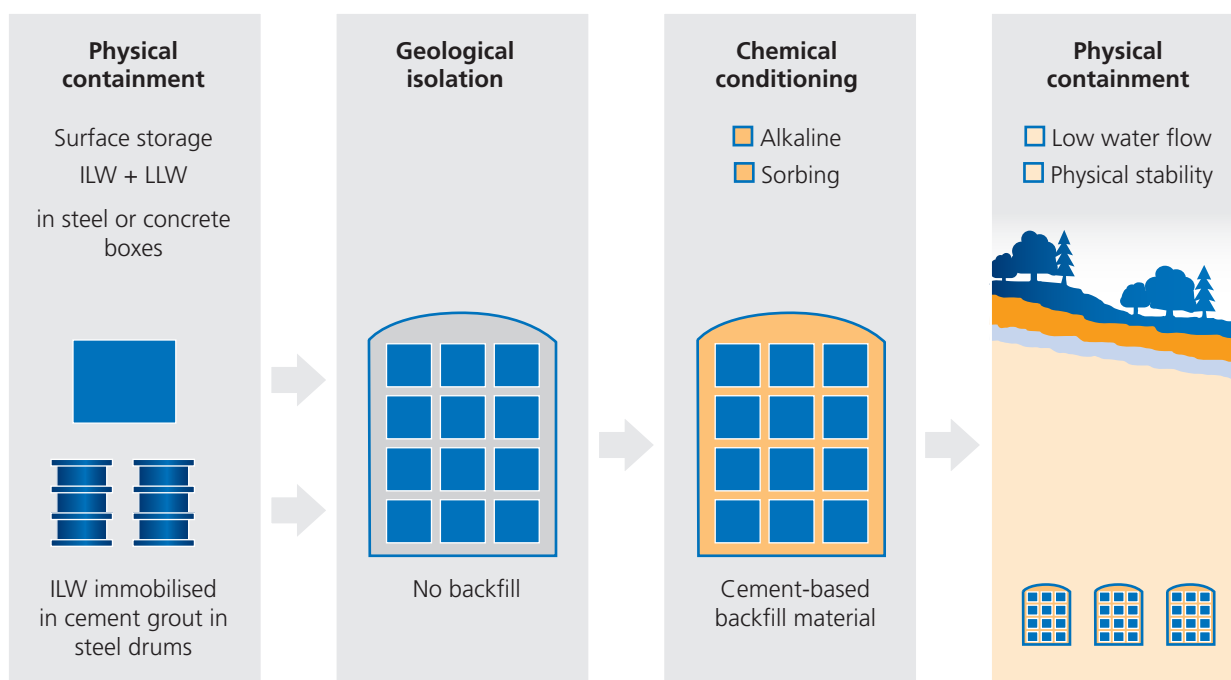 Physical
containment
Surface storage
ILW + LLW
in steel or concrete
boxes
ILW immobilised
in cement grout in
steel drums
Geological
isolation
No backfill
Chemical
conditioning
Alkaline
Sorbing
Cement-based
backfill material
Physical
containment
Low water flow
Physical stability